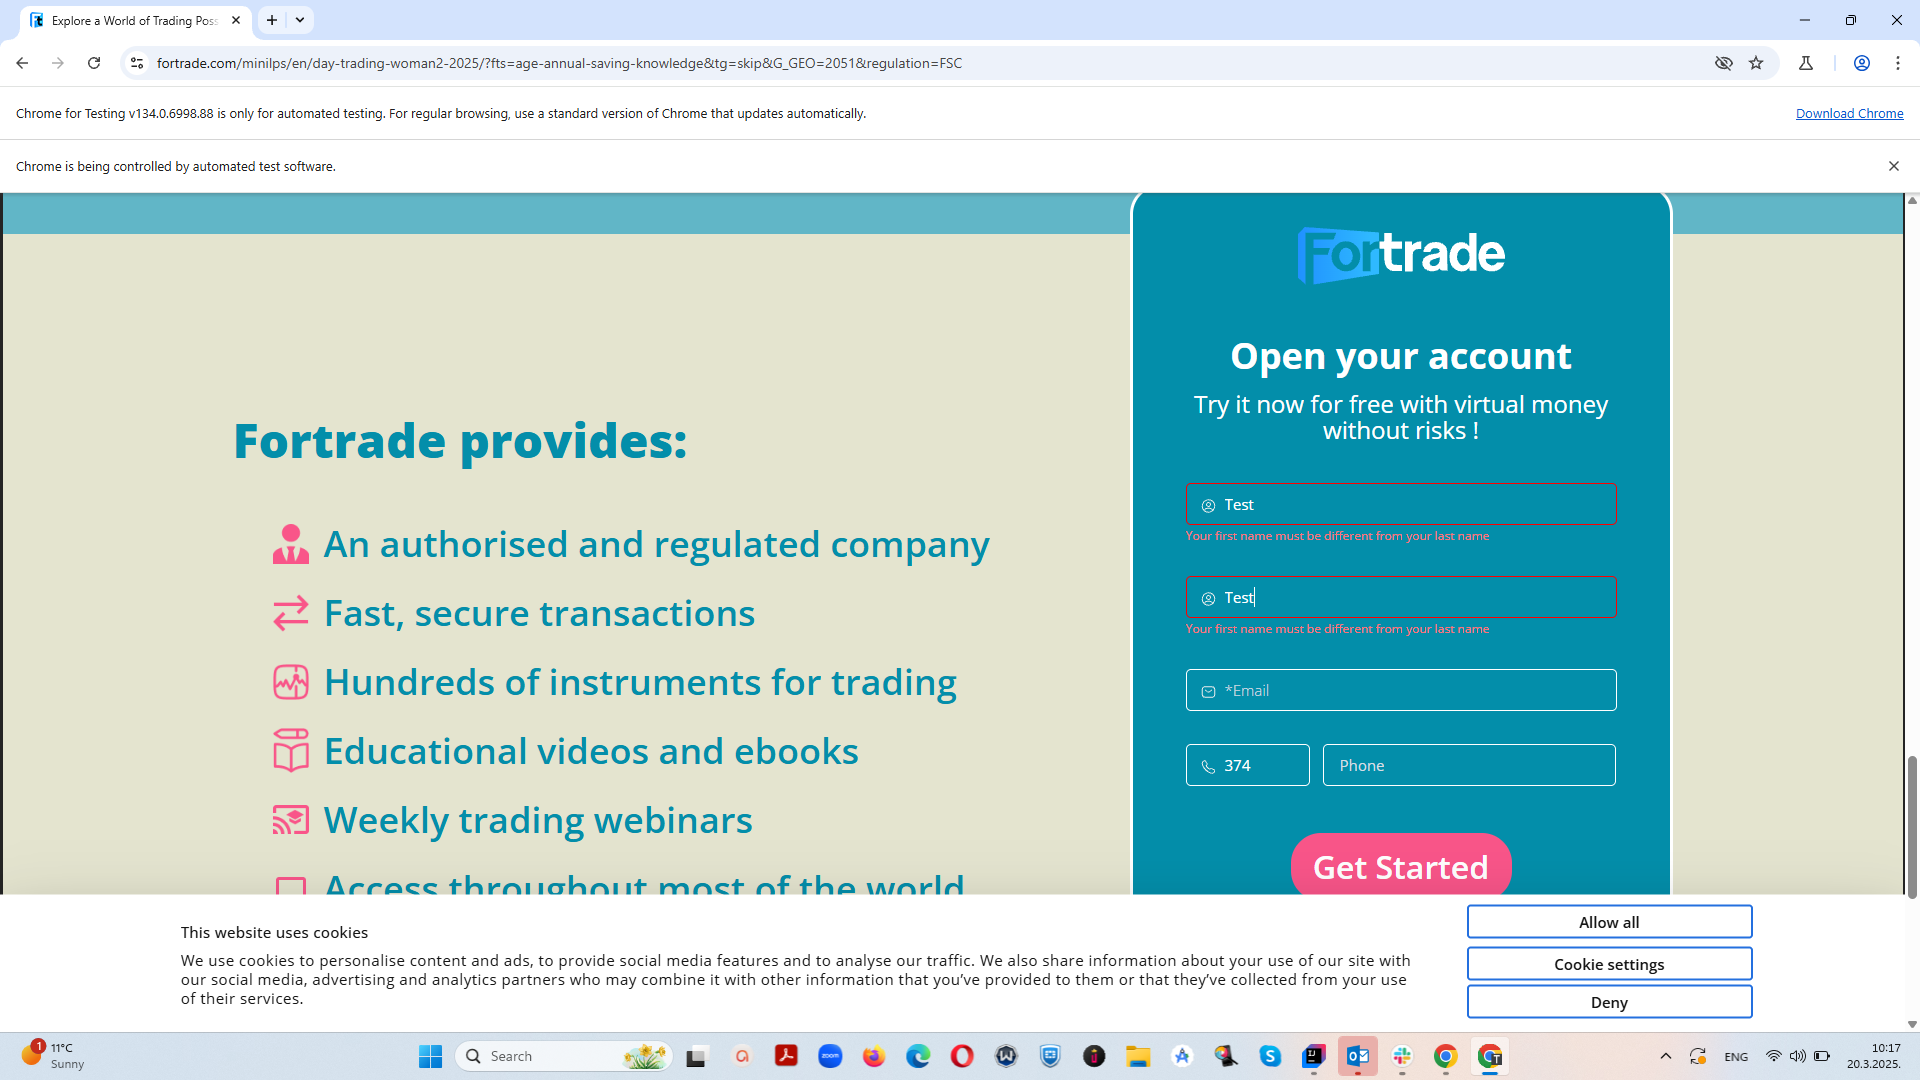 Explore a World of Trading Poss
fortrade.com/minilps/en/day-trading-woman2-2025/?fts=age-annual-saving-knowledge&tg=skip&G_GEO=2051&regulation=FSC
Chrome for Testing v134.0.6998.88 is only for automated testing. For regular browsing, use a standard version of Chrome that updates automatically.
Download Chrome
Chrome is being controlled by automated test software.
Fortrade
Open your account
Try it now for free with virtual money
without risks !
Test
Your first name must be different from your last name
Test
Your first name must be different from your last name
*Email
374
Phone
Get Started
Fortrade provides:
An authorised and regulated company
Fast, secure transactions
Hundreds of instruments for trading
Educational videos and ebooks
Weekly trading webinars
Access throughout most of the world
This website uses cookies
We use cookies to personalise content and ads, to provide social media features and to analyse our traffic. We also share information about your use of our site with
our social media, advertising and analytics partners who may combine it with other information that you've provided to them or that they've collected from your use
of their services.
Allow all
Cookie settings
Deny
1
11°C
Sunny
Search
zoom
ENG
10:17
20.3.2025.